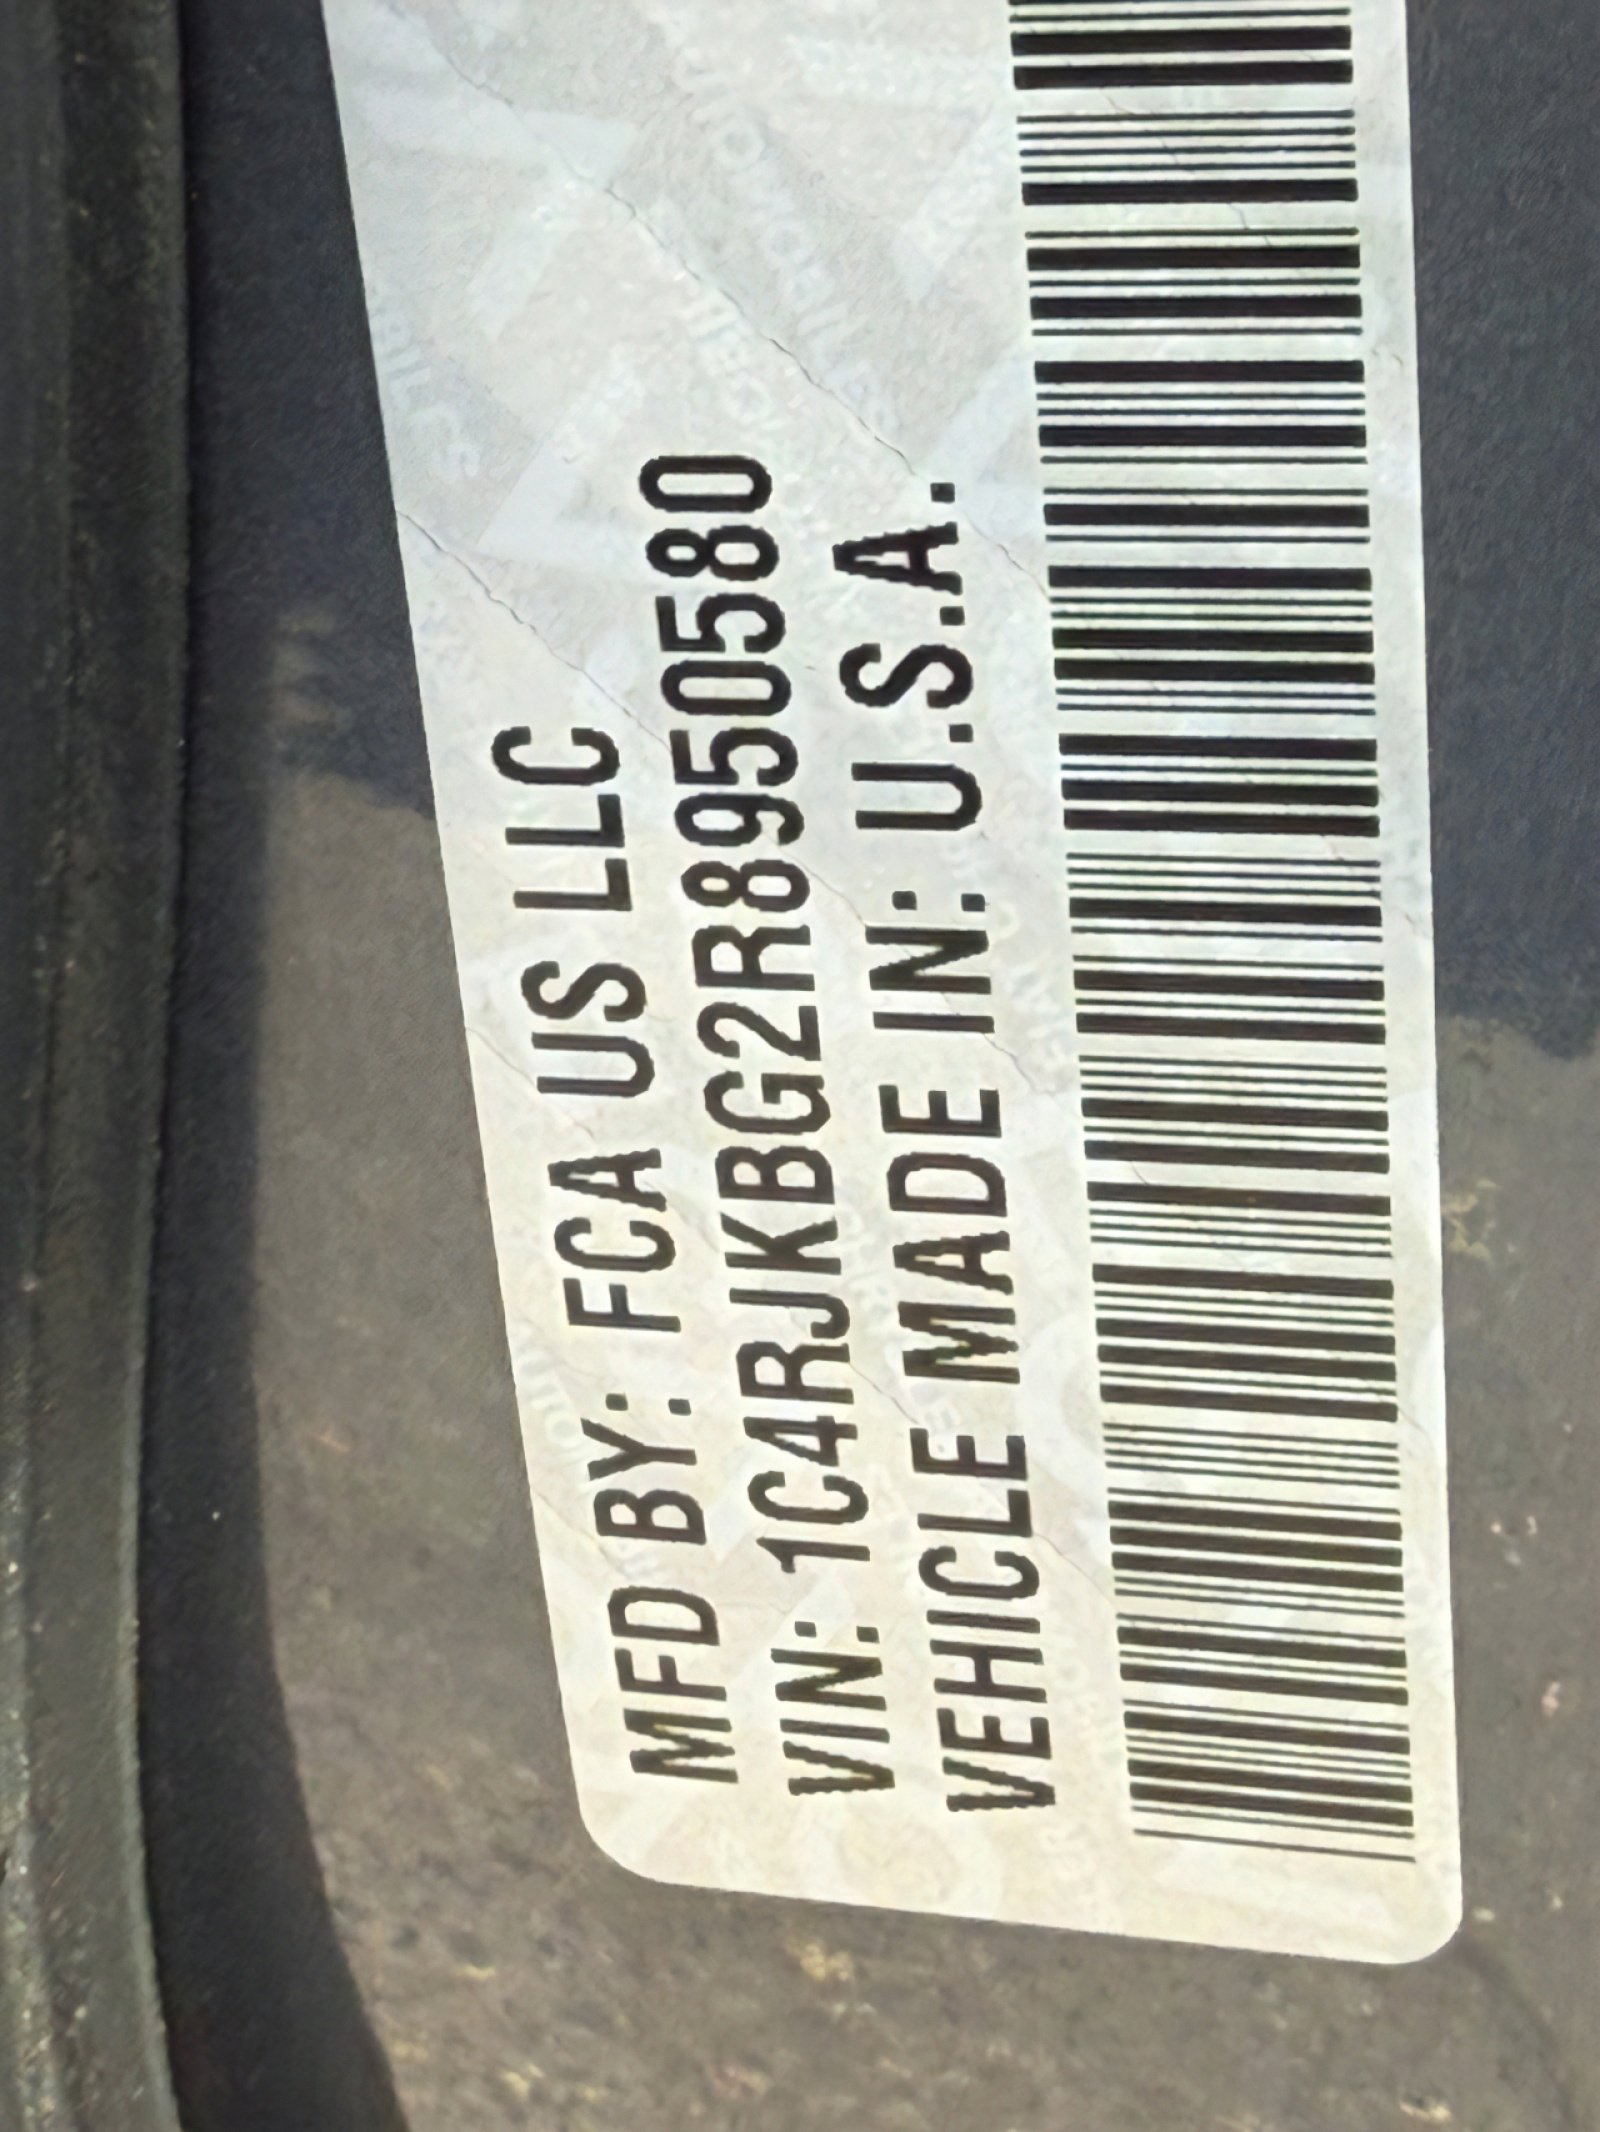 MFD BY: FCA US LLC
VIN: 1C4RJKBG2R8950580
VEHICLE MADE IN: U.S.A.